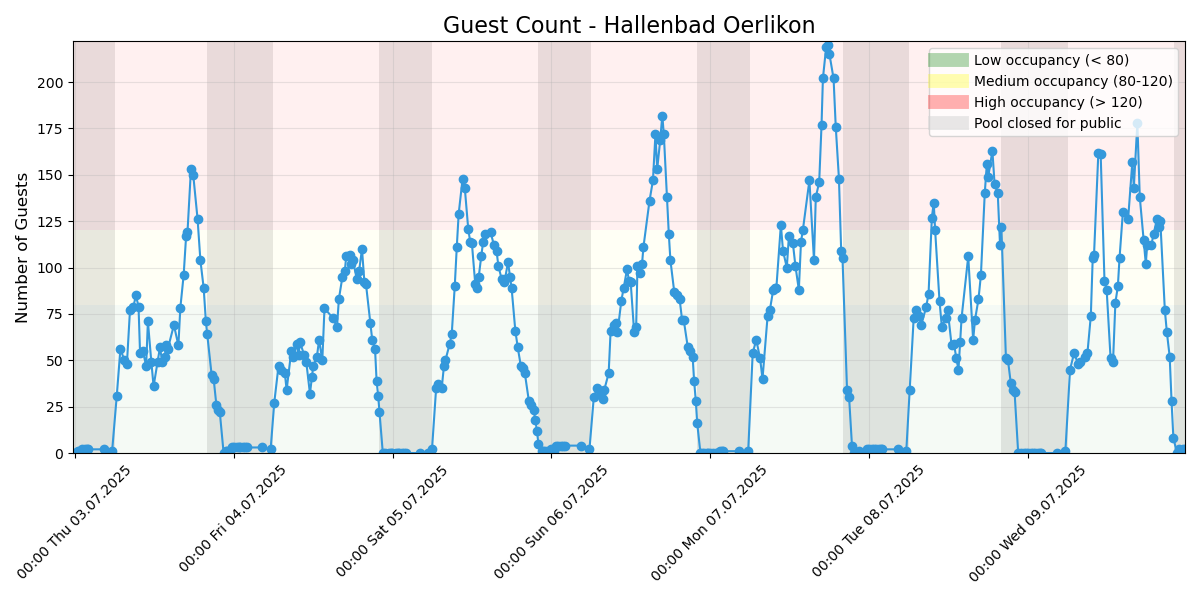 Guest Count - Hallenbad Oerlikon
Low occupancy (< 80)
Medium occupancy (80-120)
High occupancy (> 120)
Pool closed for public
Number of Guests
200
175
150
125
100
75
50
25
0
00:00 Thu 03.07.2025
00:00 Fri 04.07.2025
00:00 Sat 05.07.2025
00:00 Sun 06.07.2025
00:00 Mon 07.07.2025
00:00 Tue 08.07.2025
00:00 Wed 09.07.2025